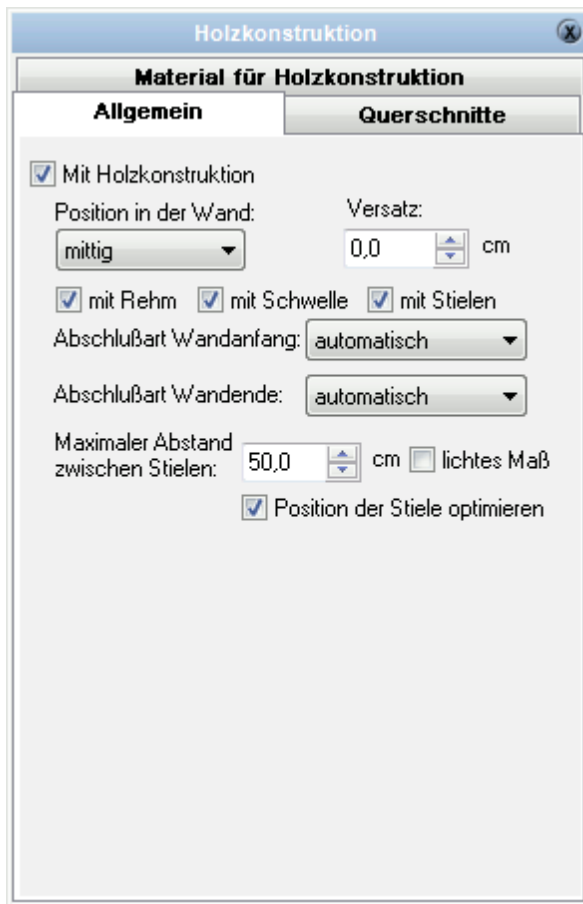 Holzkonstruktion
Material für Holzkonstruktion
Allgemein
Querschnitte
Mit Holzkonstruktion
Position in der Wand:
Versatz:
mittig
0,0 cm
mit Rehm mit Schwelle mit Stielen
Abschlußart Wandanfang: automatisch
Abschlußart Wandende: automatisch
Maximaler Abstand
zwischen Stielen: 50,0 cm lichtes Maß
Position der Stiele optimieren